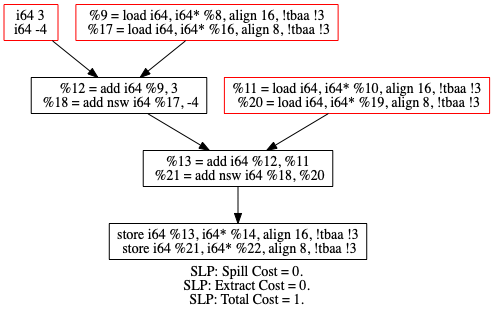 i64 3
i64 -4
%9 = load i64, i64* %8, align 16, !tbaa !3
%17 = load i64, i64* %16, align 8, !tbaa !3
%12 = add i64 %9, 3
%18 = add nsw i64 %17, -4
%11 = load i64, i64* %10, align 16, !tbaa !3
%20 = load i64, i64* %19, align 8, !tbaa !3
%13 = add i64 %12, %11
%21 = add nsw i64 %18, %20
store i64 %13, i64* %14, align 16, !tbaa !3
store i64 %21, i64* %22, align 8, !tbaa !3
SLP: Spill Cost = 0.
SLP: Extract Cost = 0.
SLP: Total Cost = 1.